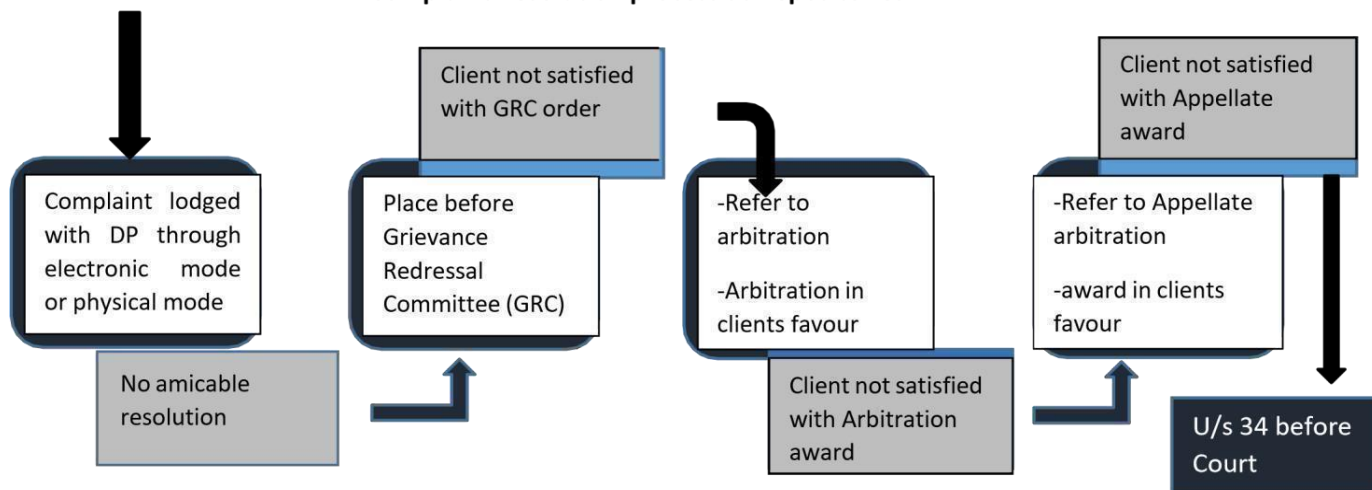 Complaint lodged
with DP through
electronic mode
or physical mode
No amicable
resolution
Place before
Grievance
Redressal
Committee (GRC)
Client not satisfied
with GRC order
-Refer to
arbitration
-Arbitration in
clients favour
Client not satisfied
with Arbitration
award
-Refer to Appellate
arbitration
-award in clients
favour
Client not satisfied
with Appellate
award
U/s 34 before
Court